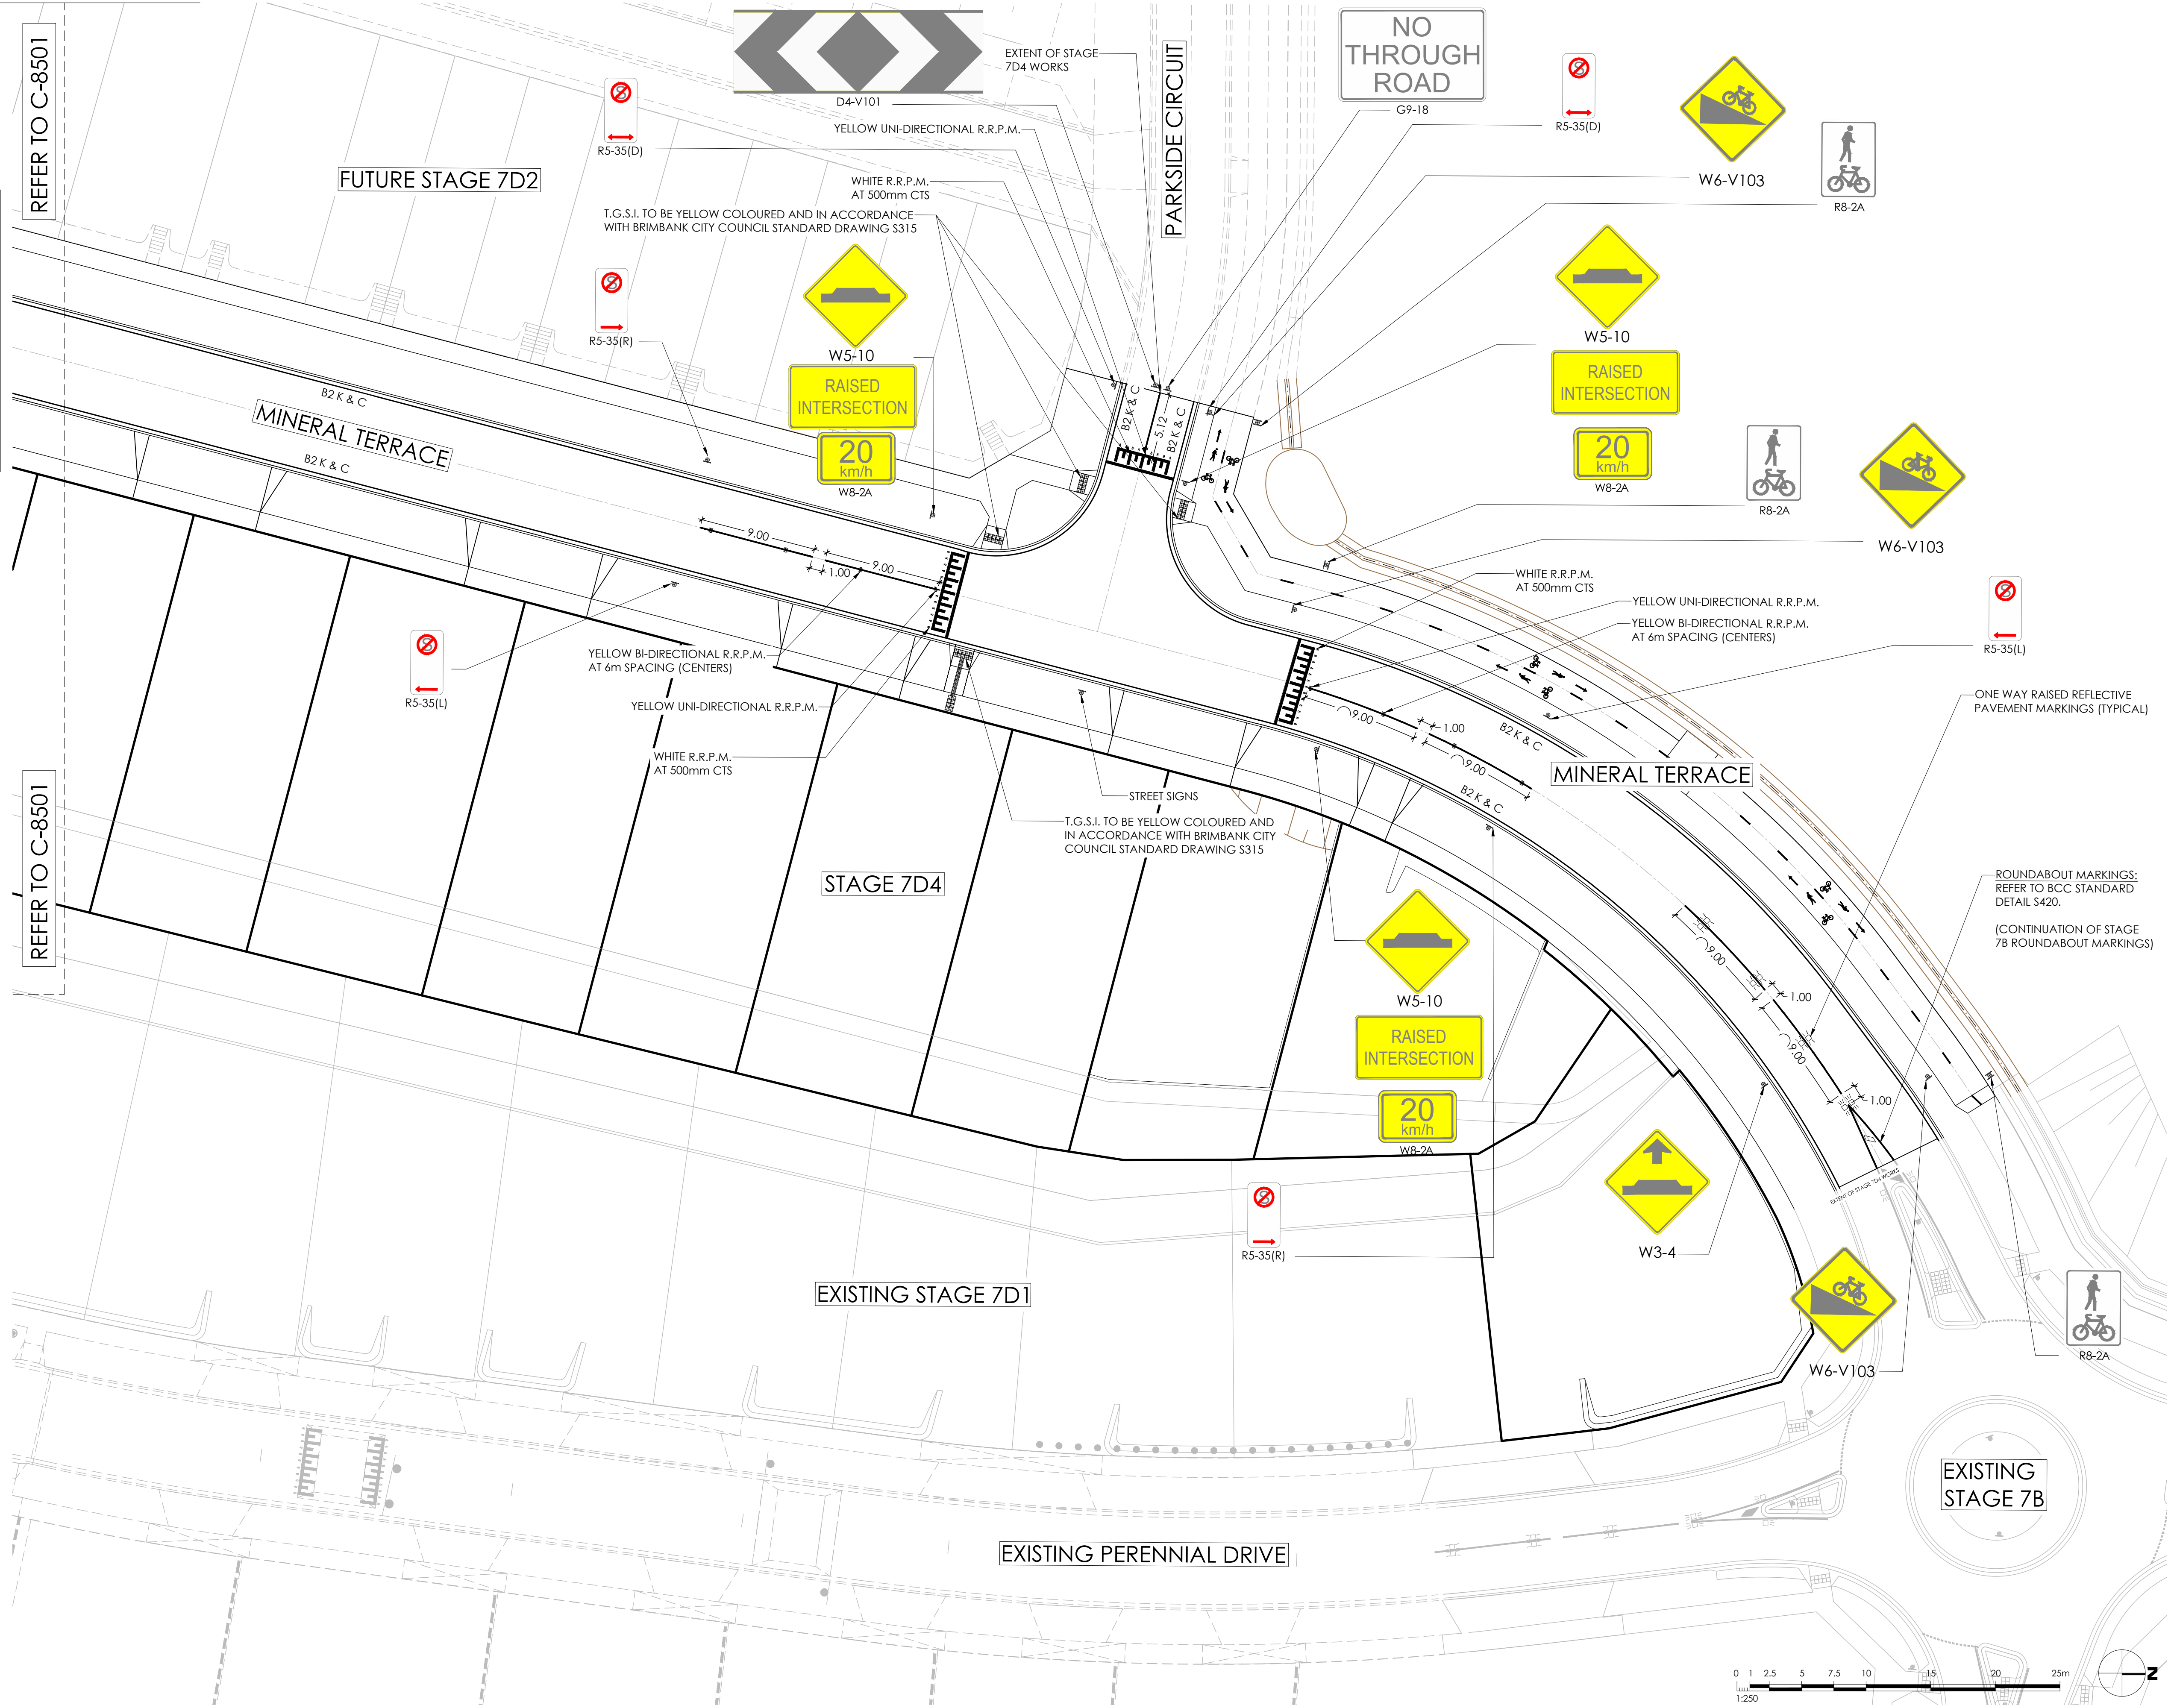 REFER TO C-8501
FUTURE STAGE 7D2
R5-35(D)
D4-V101
EXTENT OF STAGE
7D4 WORKS
YELLOW UNI-DIRECTIONAL R.R.P.M.
WHITE R.R.P.M.
AT 500mm CTS
T.G.S.I. TO BE YELLOW COLOURED AND IN ACCORDANCE
WITH BRIMBANK CITY COUNCIL STANDARD DRAWING S315
PARKSIDE CIRCUIT
NO
THROUGH
ROAD
G9-18
S
R5-35(D)
W6-V103
R8-2A
S
S
R5-35(R)
W5-10
RAISED
INTERSECTION
20
km/h
W8-2A
W5-10
RAISED
INTERSECTION
20
km/h
W8-2A
R8-2A
W6-V103
B2 K & C
5.12
B2 K & C
B2 K & C
MINERAL TERRACE
B2 K & C
9.00
1.00
9.00
WHITE R.R.P.M.
AT 500mm CTS
YELLOW UNI-DIRECTIONAL R.R.P.M.
YELLOW BI-DIRECTIONAL R.R.P.M.
AT 6m SPACING (CENTERS)
S
R5-35(L)
S
R5-35(L)
YELLOW BI-DIRECTIONAL R.R.P.M.
AT 6m SPACING (CENTERS)
YELLOW UNI-DIRECTIONAL R.R.P.M.
WHITE R.R.P.M.
AT 500mm CTS
ONE WAY RAISED REFLECTIVE
PAVEMENT MARKINGS (TYPICAL)
9.00
1.00
9.00
B2 K & C
B2 K & C
MINERAL TERRACE
STREET SIGNS
T.G.S.I. TO BE YELLOW COLOURED AND
IN ACCORDANCE WITH BRIMBANK CITY
COUNCIL STANDARD DRAWING S315
REFER TO C-8501
STAGE 7D4
ROUNDABOUT MARKINGS:
REFER TO BCC STANDARD
DETAIL S420.
(CONTINUATION OF STAGE
7B ROUNDABOUT MARKINGS)
9.00
1.00
9.00
1.00
W5-10
RAISED
INTERSECTION
20
km/h
W8-2A
EXTENT OF STAGE 7D4 WORKS
S
R5-35(R)
W3-4
W6-V103
R8-2A
EXISTING STAGE 7D1
EXISTING
STAGE 7B
EXISTING PERENNIAL DRIVE
0 1 2.5 5 7.5 10 15 20 25m
1:250
N